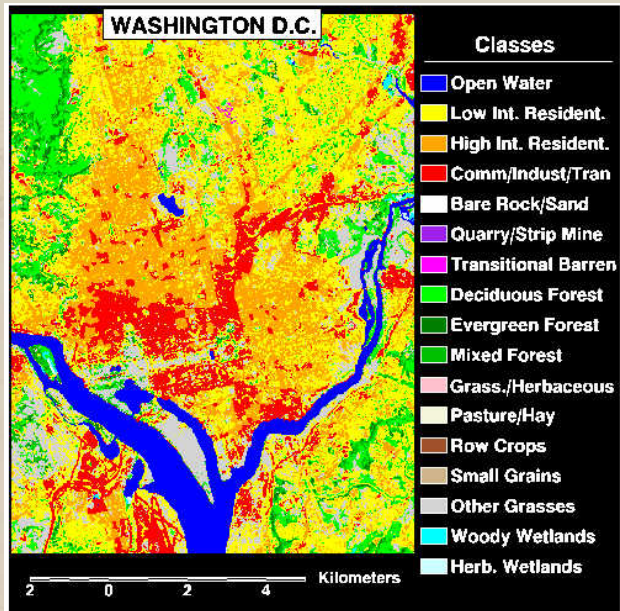 WASHINGTON D.C.
Classes
Open Water
Low Int. Resident.
High Int. Resident.
Comm/Indust/Tran
Bare Rock/Sand
Quarry/Strip Mine
Transitional Barren
Deciduous Forest
Evergreen Forest
Mixed Forest
Grass./Herbaceous
Pasture/Hay
Row Crops
Small Grains
Other Grasses
Woody Wetlands
Herb. Wetlands
Kilometers
2 0 2 4